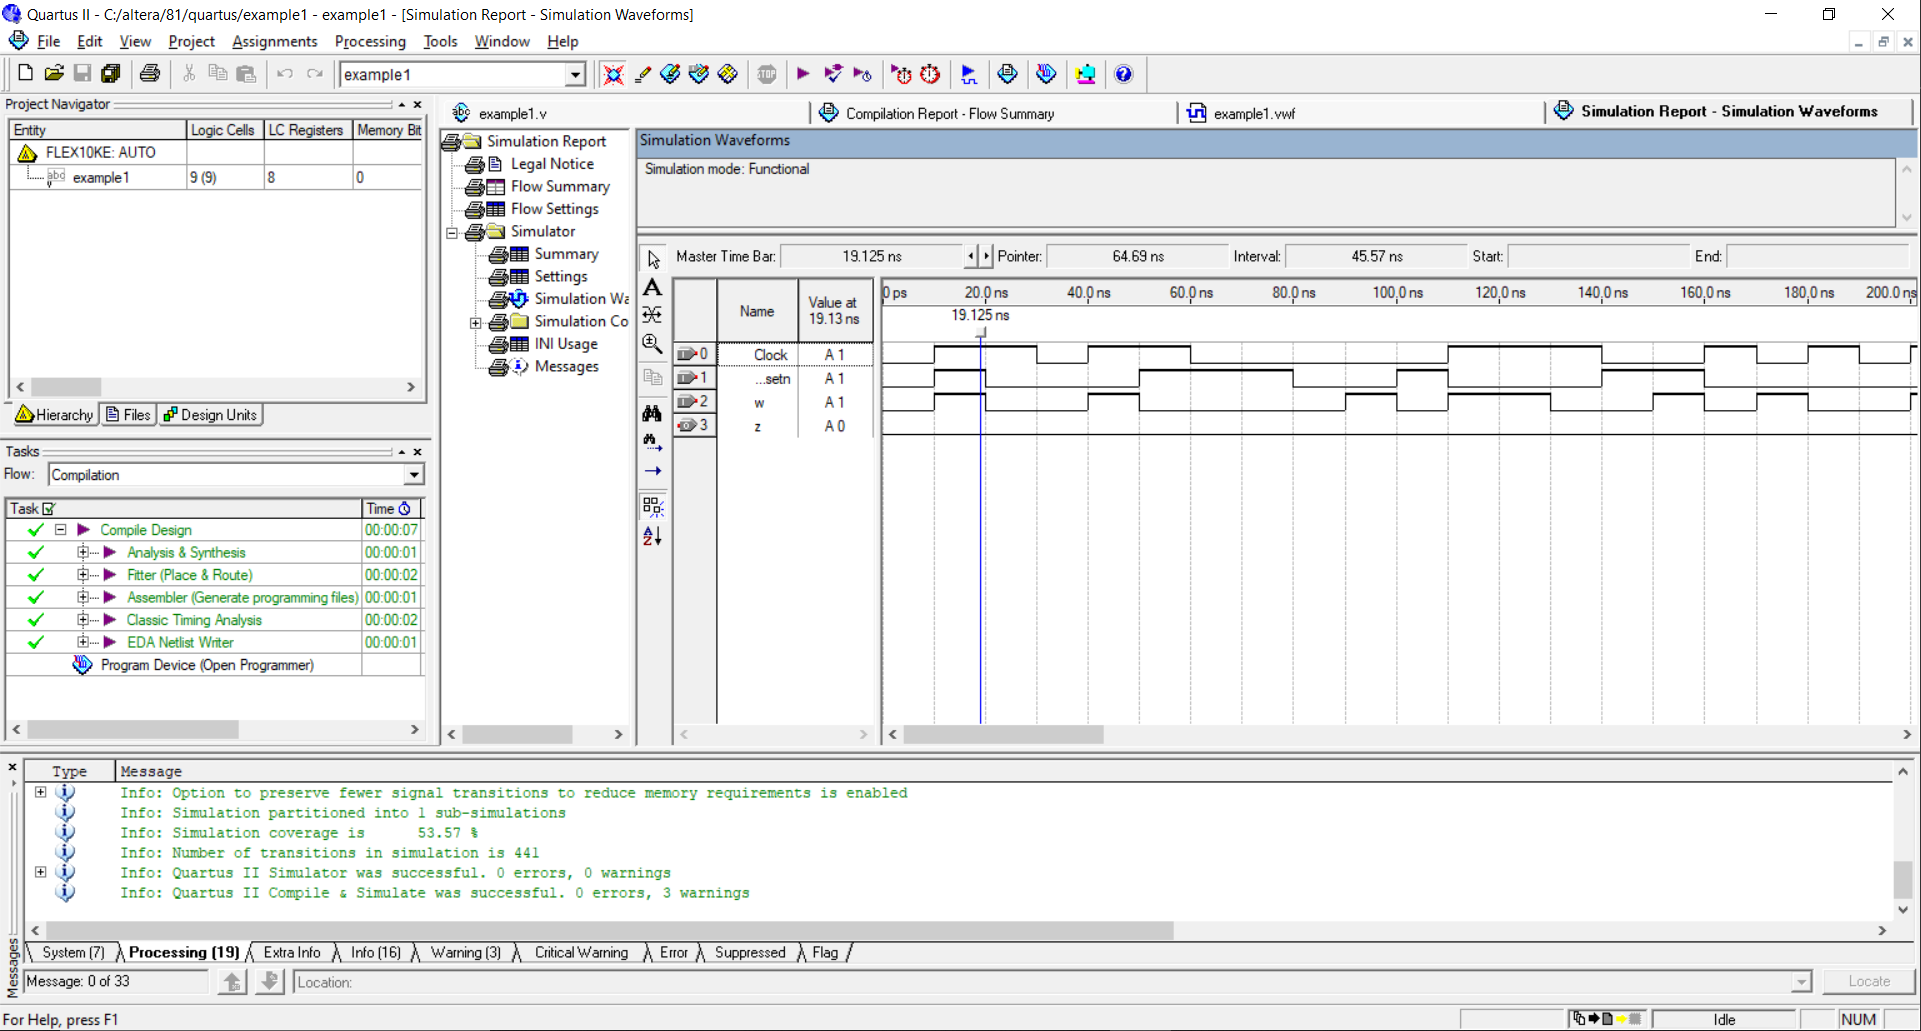 Quartus II - C:/altera/81/quartus/example1 - example1 - [Simulation Report - Simulation Waveforms]
File Edit View Project Assignments Processing Tools Window Help
example1
Project Navigator
Entity Logic Cells LC Registers Memory Bit
FLEX10KE: AUTO
example1 9 (9) 8 0
Hierarchy Files Design Units
Tasks
Flow: Compilation
Task Time
Compile Design 00:00:07
Analysis & Synthesis 00:00:01
Fitter (Place & Route) 00:00:02
Assembler (Generate programming files) 00:00:01
Classic Timing Analysis 00:00:02
EDA Netlist Writer 00:00:01
Program Device (Open Programmer)
example1.v Compilation Report - Flow Summary example1.vwf Simulation Report - Simulation Waveforms
Simulation Report
Legal Notice
Flow Summary
Flow Settings
Simulator
Summary
Settings
Simulation Wa
Simulation Co
INI Usage
Messages
Simulation Waveforms
Simulation mode: Functional
Master Time Bar: 19.125 ns Pointer: 64.69 ns Interval: 45.57 ns Start: End:
Name Value at 19.13 ns
0 ps 20.0 ns 40.0 ns 60.0 ns 80.0 ns 100.0 ns 120.0 ns 140.0 ns 160.0 ns 180.0 ns 200.0 ns
19.125 ns
0 Clock A 1
1 ...setn A 1
2 w A 1
3 z A 0
Type Message
Info: Option to preserve fewer signal transitions to reduce memory requirements is enabled
Info: Simulation partitioned into 1 sub-simulations
Info: Simulation coverage is 53.57 %
Info: Number of transitions in simulation is 441
Info: Quartus II Simulator was successful. 0 errors, 0 warnings
Info: Quartus II Compile & Simulate was successful. 0 errors, 3 warnings
System (7) Processing (19) Extra Info Info (16) Warning (3) Critical Warning Error Suppressed Flag
Messages
Message: 0 of 33 Location: Locate
For Help, press F1 Idle NUM